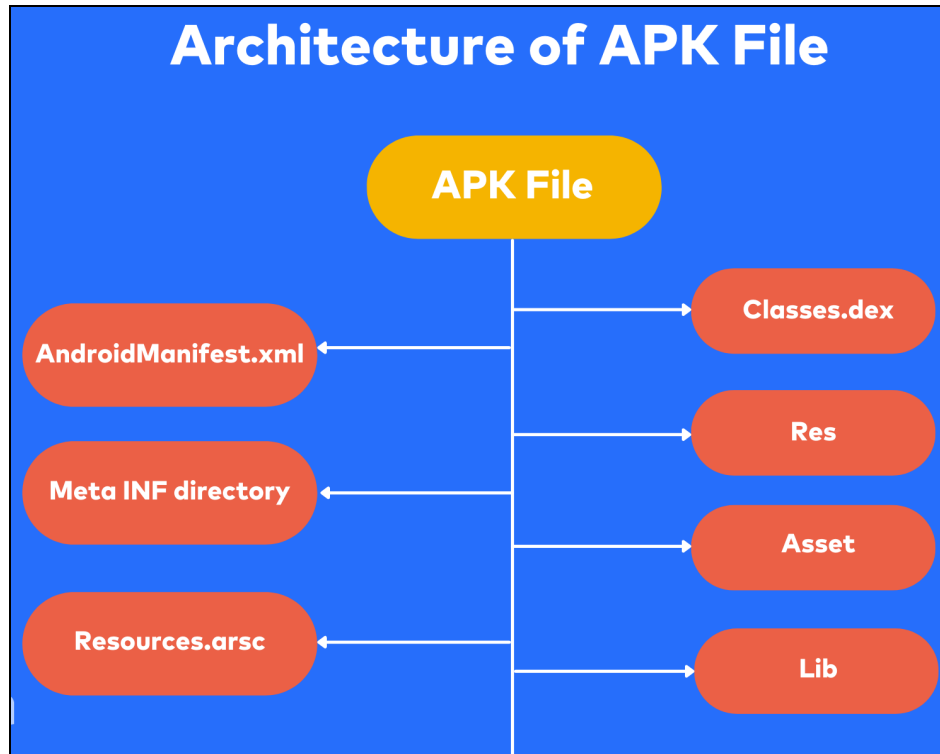 Architecture of APK File
APK File
Classes.dex
AndroidManifest.xml
Res
Meta INF directory
Asset
Resources.arsc
Lib